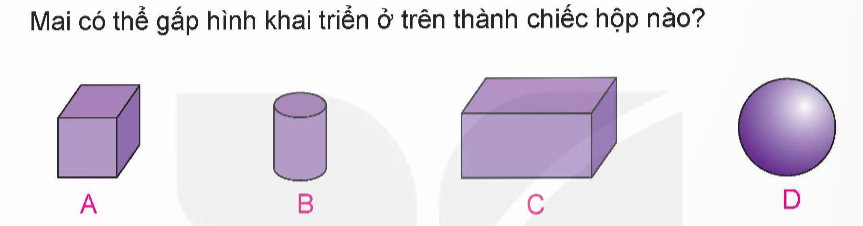 Mai có thể gấp hình khai triển ở trên thành chiếc hộp nào?
A B C D